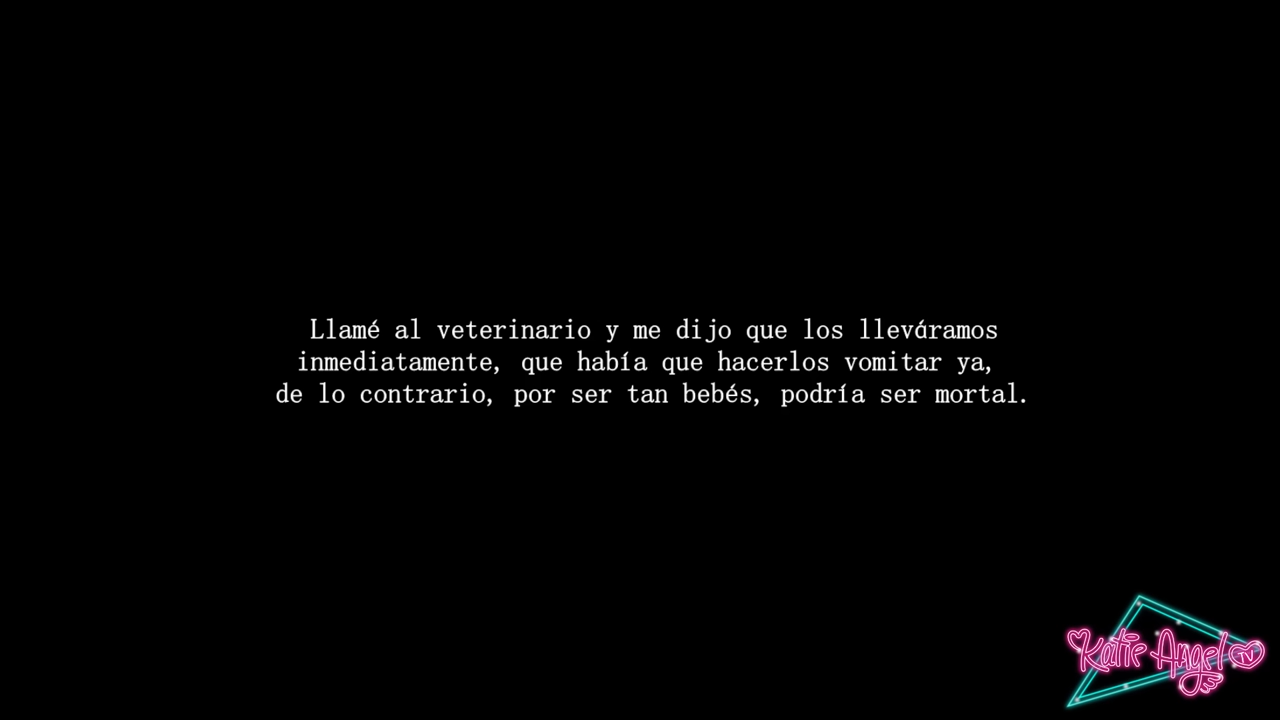 Llamé al veterinario y me dijo que los lleváramos
inmediatamente, que había que hacerlos vomitar ya,
de lo contrario, por ser tan bebés, podría ser mortal.
Katie Angel TV